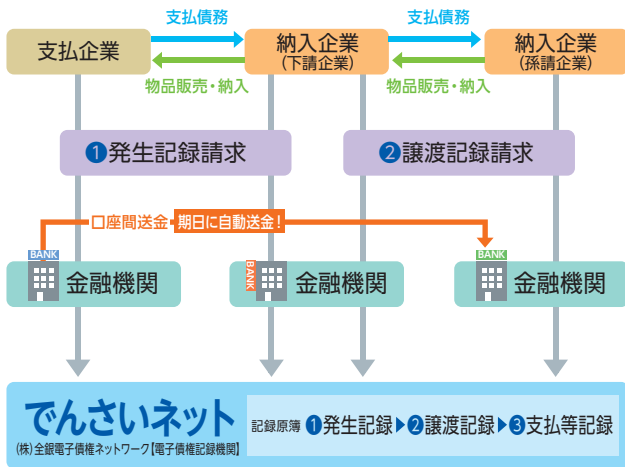 支払債務
支払債務
支払企業
納入企業
(下請企業)
納入企業
(孫請企業)
物品販売・納入
物品販売・納入
❶発生記録請求
❷譲渡記録請求
口座間送金
期日に自動送金！
BANK
金融機関
BANK
金融機関
BANK
金融機関
でんさいネット
(株)全銀電子債権ネットワーク【電子債権記録機関】
記録原簿 ❶発生記録▶❷譲渡記録▶❸支払等記録